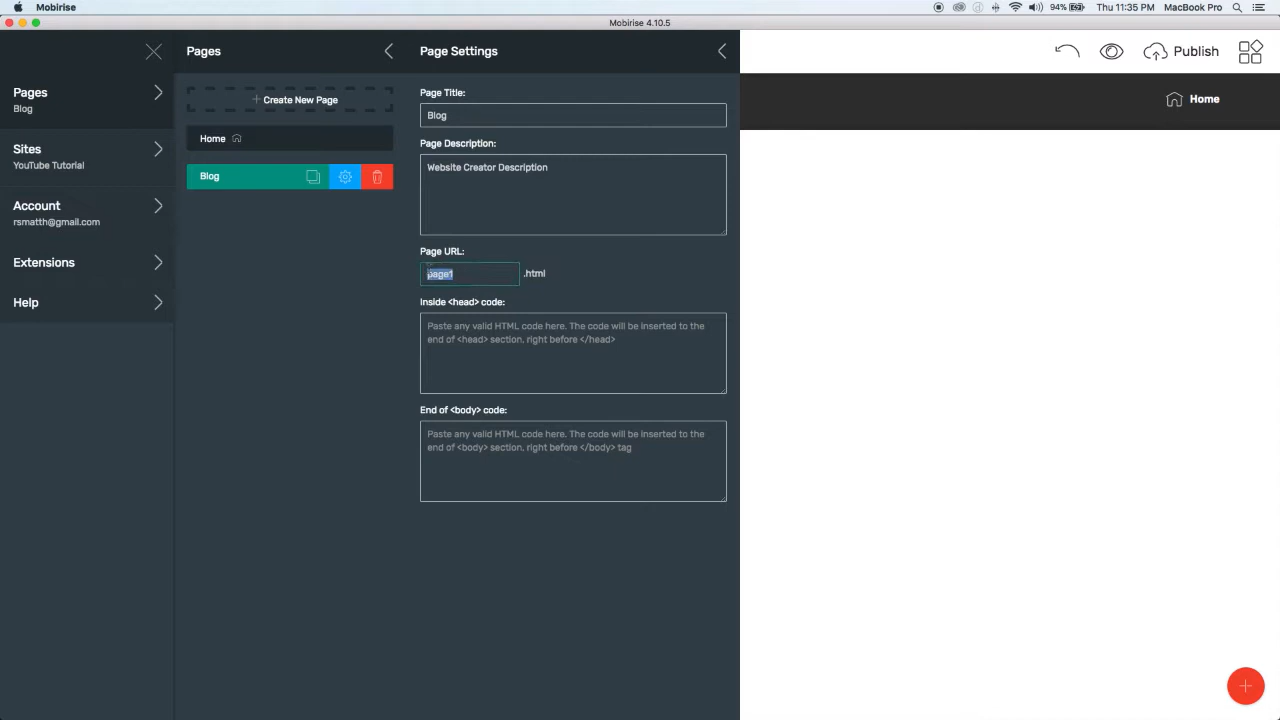 Mobirise
94%
Thu 11:35 PM
MacBook Pro
Mobirise 4.10.5
Pages
Blog
Sites
YouTube Tutorial
Account
rsmatth@gmail.com
Extensions
Help
Pages
+ Create New Page
Home
Blog
Page Settings
Page Title:
Blog
Page Description:
Website Creator Description
Page URL:
page1 .html
Inside <head> code:
Paste any valid HTML code here. The code will be inserted to the
end of <head> section, right before </head>
End of <body> code:
Paste any valid HTML code here. The code will be inserted to the
end of <body> section, right before </body> tag
Publish
Home